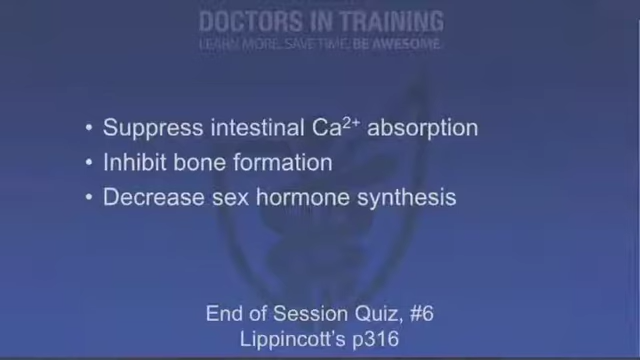 DOCTORS IN TRAINING
LEARN MORE. SAVE TIME. BE AWESOME.
• Suppress intestinal Ca²⁺ absorption
• Inhibit bone formation
• Decrease sex hormone synthesis
End of Session Quiz, #6
Lippincott's p316